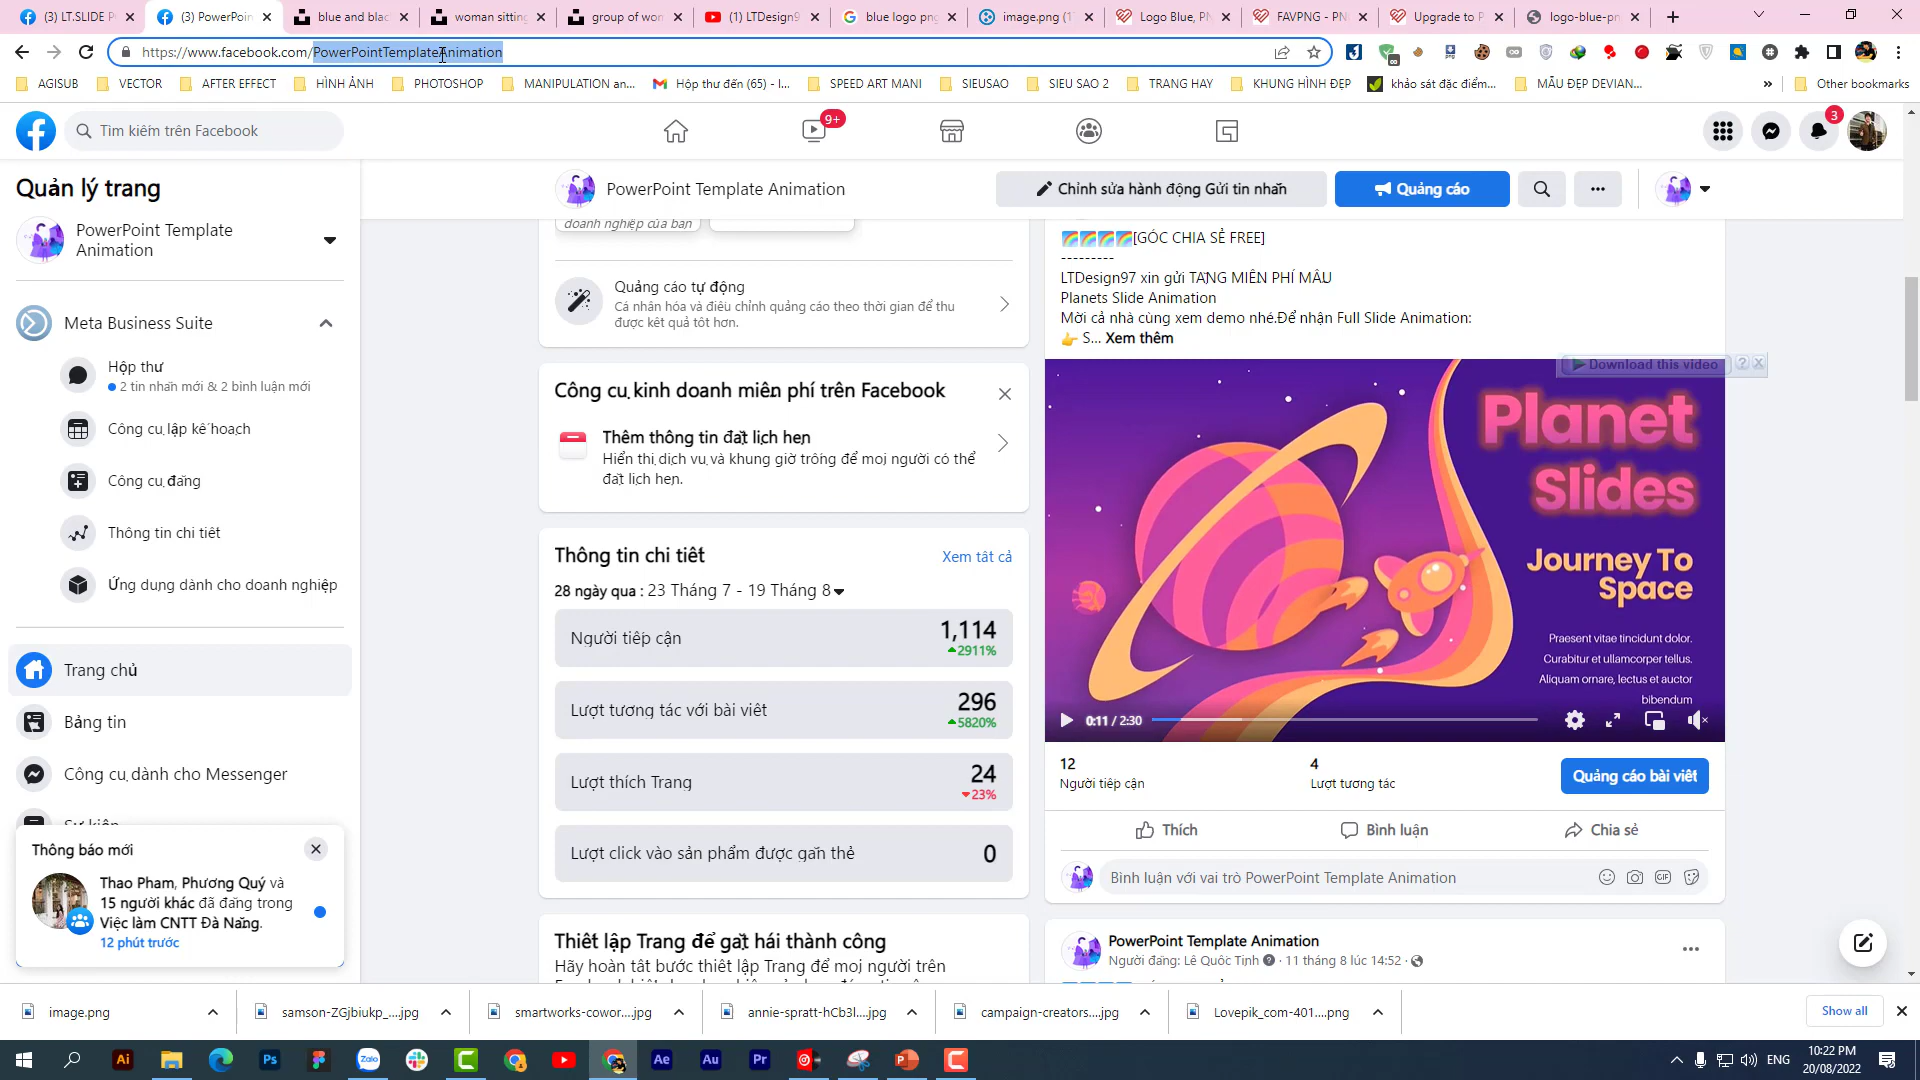 (3) LT.SLIDE P
(3) PowerPoin
blue and blac
woman sitting
group of wom
(1) LTDesign9
blue logo png
image.png (1
Logo Blue, PN
FAVPNG - PNG
Upgrade to P
logo-blue-pn
https://www.facebook.com/PowerPointTemplateAnimation
AGISUB
VECTOR
AFTER EFFECT
HÌNH ẢNH
PHOTOSHOP
MANIPULATION an...
Hộp thư đến (65) - l...
SPEED ART MANI
SIEUSAO
SIEU SAO 2
TRANG HAY
KHUNG HÌNH ĐẸP
khảo sát đặc điểm...
MẪU ĐẸP DEVIAN...
»
Other bookmarks
Tìm kiếm trên Facebook
9+
3
Quản lý trang
PowerPoint Template
Animation
Meta Business Suite
Hộp thư
2 tin nhắn mới & 2 bình luận mới
Công cụ lập kế hoạch
Công cụ đăng
Thông tin chi tiết
Ứng dụng dành cho doanh nghiệp
Trang chủ
Bảng tin
Công cụ dành cho Messenger
Sự kiện
Thông báo mới
Thao Pham, Phương Quý và
15 người khác đã đăng trong
Việc làm CNTT Đà Nẵng.
12 phút trước
PowerPoint Template Animation
Chỉnh sửa hành động Gửi tin nhắn
Quảng cáo
doanh nghiệp của bạn
Quảng cáo tự động
Cá nhân hóa và điều chỉnh quảng cáo theo thời gian để thu
được kết quả tốt hơn.
Công cụ kinh doanh miễn phí trên Facebook
Thêm thông tin đặt lịch hẹn
Hiển thị dịch vụ và khung giờ trống để mọi người có thể
đặt lịch hẹn.
Thông tin chi tiết
Xem tất cả
28 ngày qua : 23 Tháng 7 - 19 Tháng 8
Người tiếp cận
1,114
2911%
Lượt tương tác với bài viết
296
5820%
Lượt thích Trang
24
23%
Lượt click vào sản phẩm được gắn thẻ
0
Thiết lập Trang để gặt hái thành công
Hãy hoàn tất bước thiết lập Trang để mọi người trên
[GÓC CHIA SẺ FREE]
---------
LTDesign97 xin gửi TẶNG MIỄN PHÍ MẪU
Planets Slide Animation
Mời cả nhà cùng xem demo nhé.Để nhận Full Slide Animation:
S... Xem thêm
Download this video
?
Planet
Slides
Journey To
Space
Praesent vitae tincidunt dolor.
Curabitur et ullamcorper tellus.
Aliquam ornare, lectus et auctor
bibendum
0:11 / 2:30
12
Người tiếp cận
4
Lượt tương tác
Quảng cáo bài viết
Thích
Bình luận
Chia sẻ
Bình luận với vai trò PowerPoint Template Animation
GIF
PowerPoint Template Animation
Người đăng: Lê Quốc Tịnh · 11 tháng 8 lúc 14:52 ·
image.png
samson-ZGjbiukp_....jpg
smartworks-cowor....jpg
annie-spratt-hCb3l....jpg
campaign-creators....jpg
Lovepik_com-401....png
Show all
Ai
Ps
Zalo
Ae
Au
Pr
ENG
10:22 PM
20/08/2022